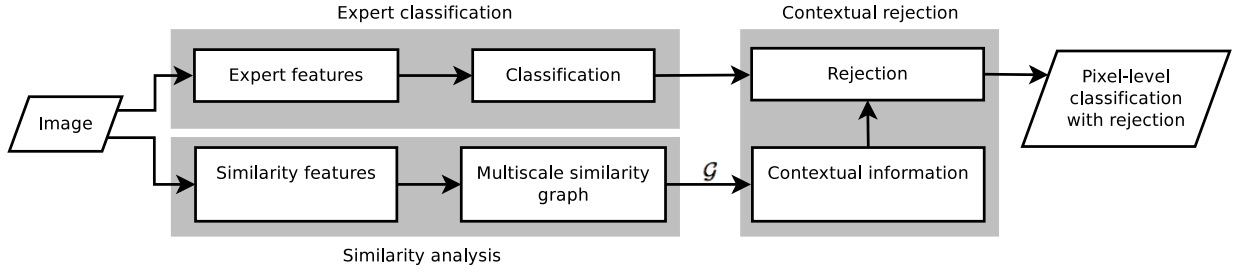 Expert classification
Contextual rejection
Expert features
Classification
Rejection
Pixel-level
classification
with rejection
Image
Similarity features
Multiscale similarity
graph
𝒢
Contextual information
Similarity analysis